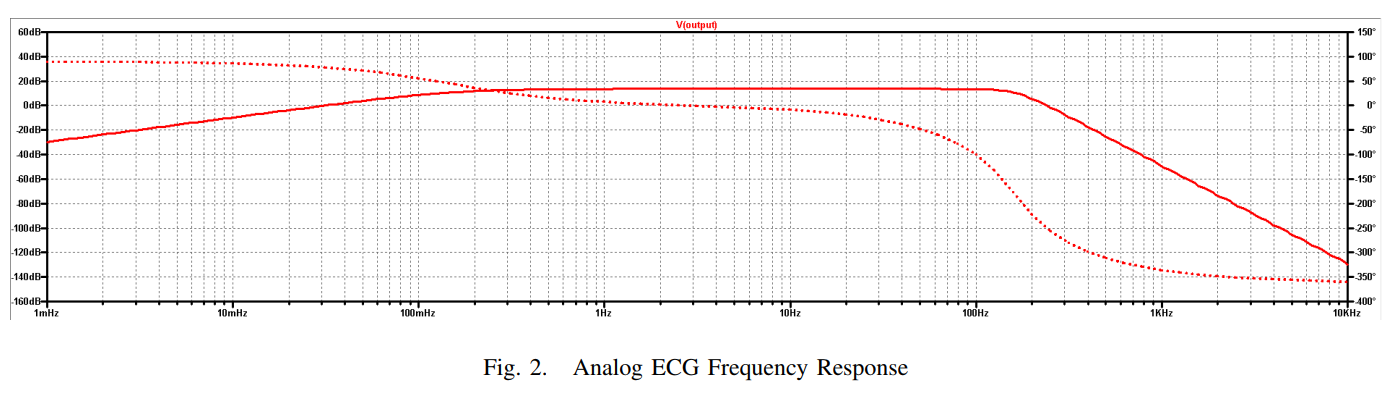 V(output)
60dB 150°
40dB 100°
20dB 50°
0dB 0°
-20dB -50°
-40dB -100°
-60dB -150°
-80dB -200°
-100dB -250°
-120dB -300°
-140dB -350°
-160dB -400°
1mHz 10mHz 100mHz 1Hz 10Hz 100Hz 1KHz 10KHz
Fig. 2. Analog ECG Frequency Response